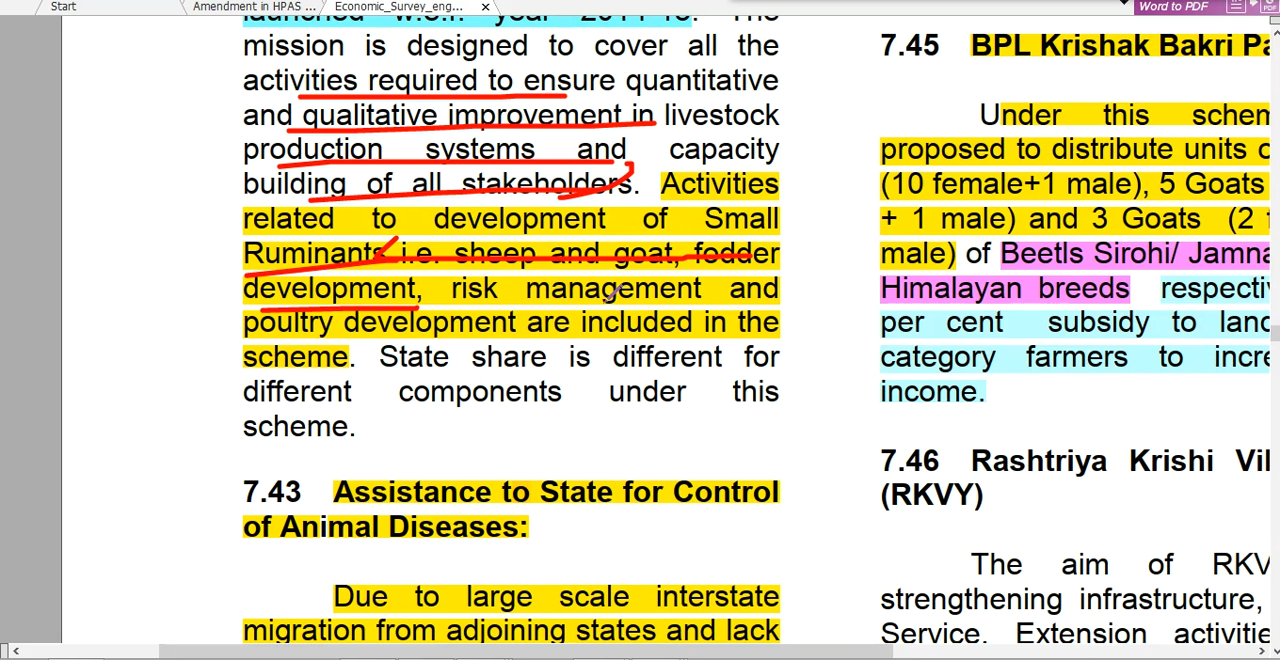 Start
Amendment in HPAS ...
Economic_Survey_eng...
Word to PDF
launched w.e.f. year 2014-15. The
mission is designed to cover all the
activities required to ensure quantitative
and qualitative improvement in livestock
production systems and capacity
building of all stakeholders. Activities
related to development of Small
Ruminants i.e. sheep and goat, fodder
development, risk management and
poultry development are included in the
scheme. State share is different for
different components under this
scheme.
7.43 Assistance to State for Control
of Animal Diseases:
Due to large scale interstate
migration from adjoining states and lack
7.45 BPL Krishak Bakri Pa
Under this schem
proposed to distribute units o
(10 female+1 male), 5 Goats
+ 1 male) and 3 Goats (2 f
male) of Beetls Sirohi/ Jamna
Himalayan breeds respectiv
per cent subsidy to land
category farmers to incre
income.
7.46 Rashtriya Krishi Vi
(RKVY)
The aim of RKV
strengthening infrastructure,
Service. Extension activitie